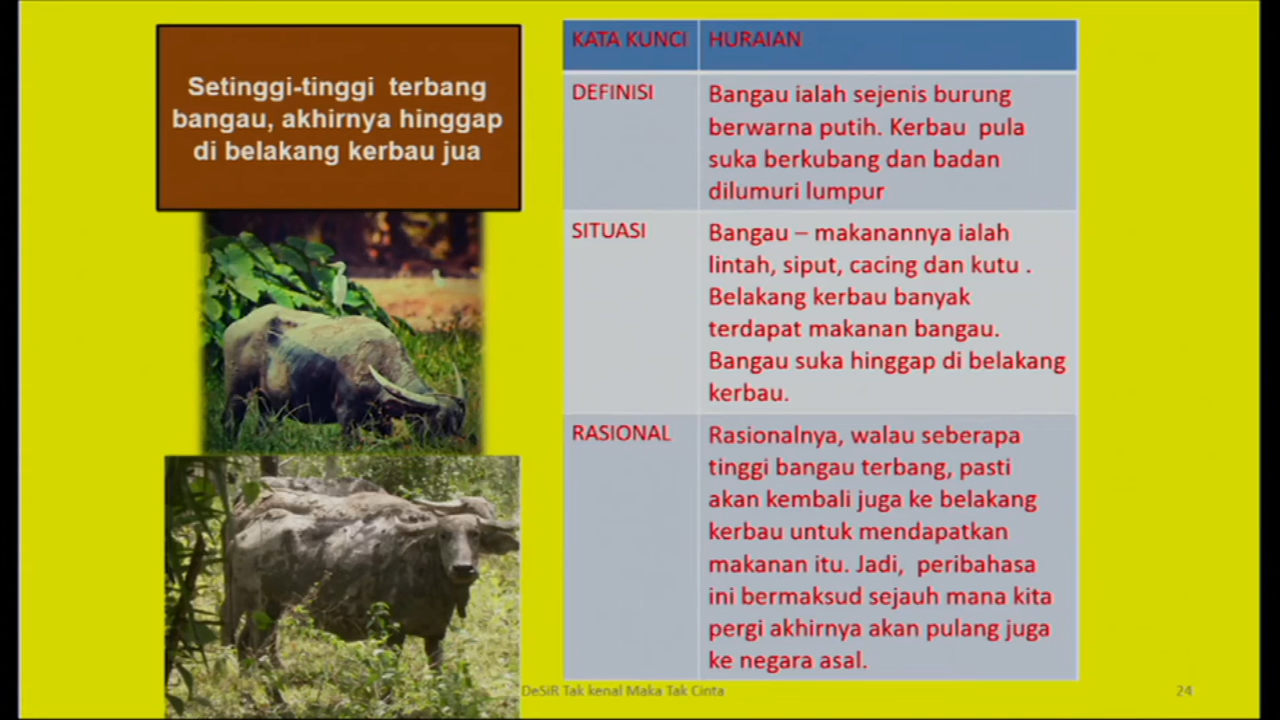 Setinggi-tinggi terbang
bangau, akhirnya hinggap
di belakang kerbau jua
KATA KUNCI HURAIAN
DEFINISI
Bangau ialah sejenis burung
berwarna putih. Kerbau pula
suka berkubang dan badan
dilumuri lumpur
SITUASI
Bangau – makanannya ialah
lintah, siput, cacing dan kutu .
Belakang kerbau banyak
terdapat makanan bangau.
Bangau suka hinggap di belakang
kerbau.
RASIONAL
Rasionalnya, walau seberapa
tinggi bangau terbang, pasti
akan kembali juga ke belakang
kerbau untuk mendapatkan
makanan itu. Jadi, peribahasa
ini bermaksud sejauh mana kita
pergi akhirnya akan pulang juga
ke negara asal.
DeSiR Tak kenal Maka Tak Cinta
24